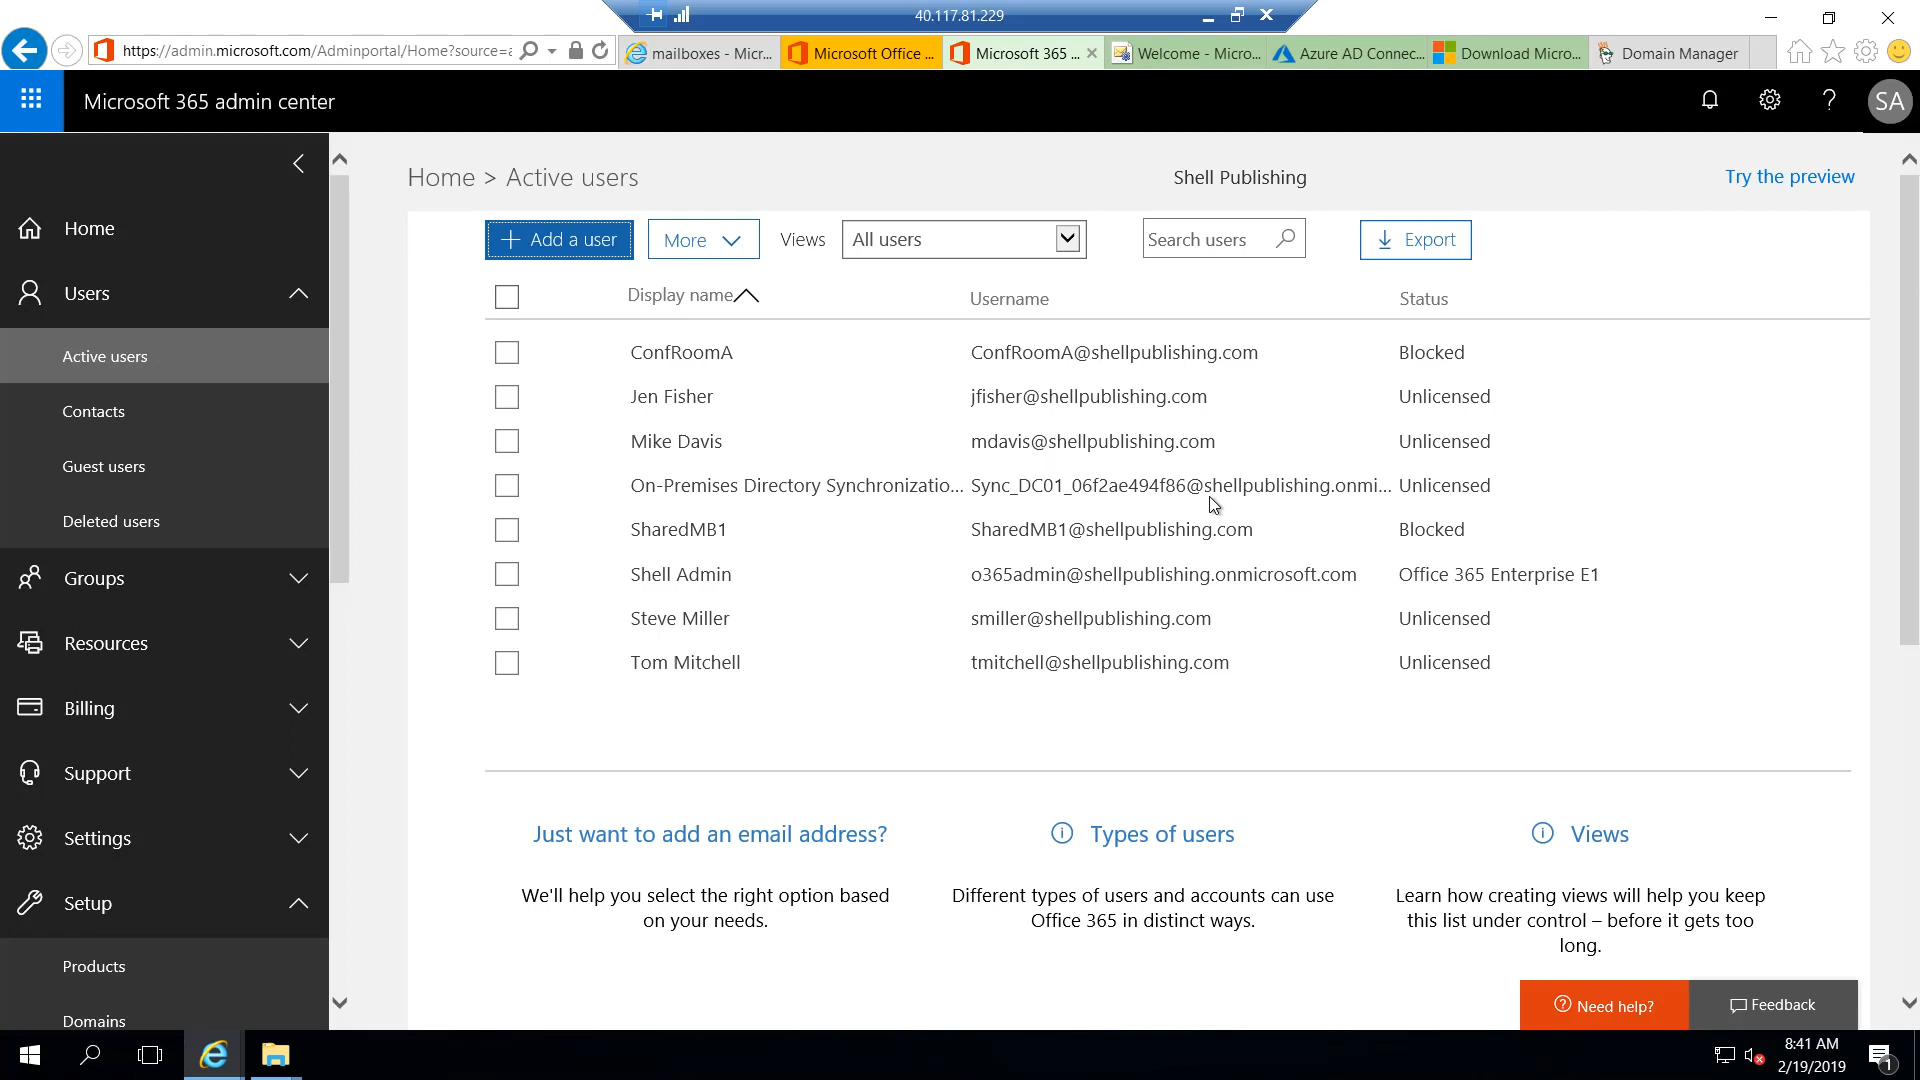 40.117.81.229
https://admin.microsoft.com/Adminportal/Home?source=a
mailboxes - Micr...
Microsoft Office ...
Microsoft 365 ...
Welcome - Micro...
Azure AD Connec...
Download Micro...
Domain Manager
Microsoft 365 admin center
SA
Home > Active users
Shell Publishing
Try the preview
Home
Users
Active users
Contacts
Guest users
Deleted users
Groups
Resources
Billing
Support
Settings
Setup
Products
Domains
Add a user
More
Views
All users
Search users
Export
Display name Username Status
ConfRoomA ConfRoomA@shellpublishing.com Blocked
Jen Fisher jfisher@shellpublishing.com Unlicensed
Mike Davis mdavis@shellpublishing.com Unlicensed
On-Premises Directory Synchronizatio... Sync_DC01_06f2ae494f86@shellpublishing.onmi... Unlicensed
SharedMB1 SharedMB1@shellpublishing.com Blocked
Shell Admin o365admin@shellpublishing.onmicrosoft.com Office 365 Enterprise E1
Steve Miller smiller@shellpublishing.com Unlicensed
Tom Mitchell tmitchell@shellpublishing.com Unlicensed
Just want to add an email address?
We'll help you select the right option based
on your needs.
Types of users
Different types of users and accounts can use
Office 365 in distinct ways.
Views
Learn how creating views will help you keep
this list under control – before it gets too
long.
Need help?
Feedback
8:41 AM
2/19/2019
1